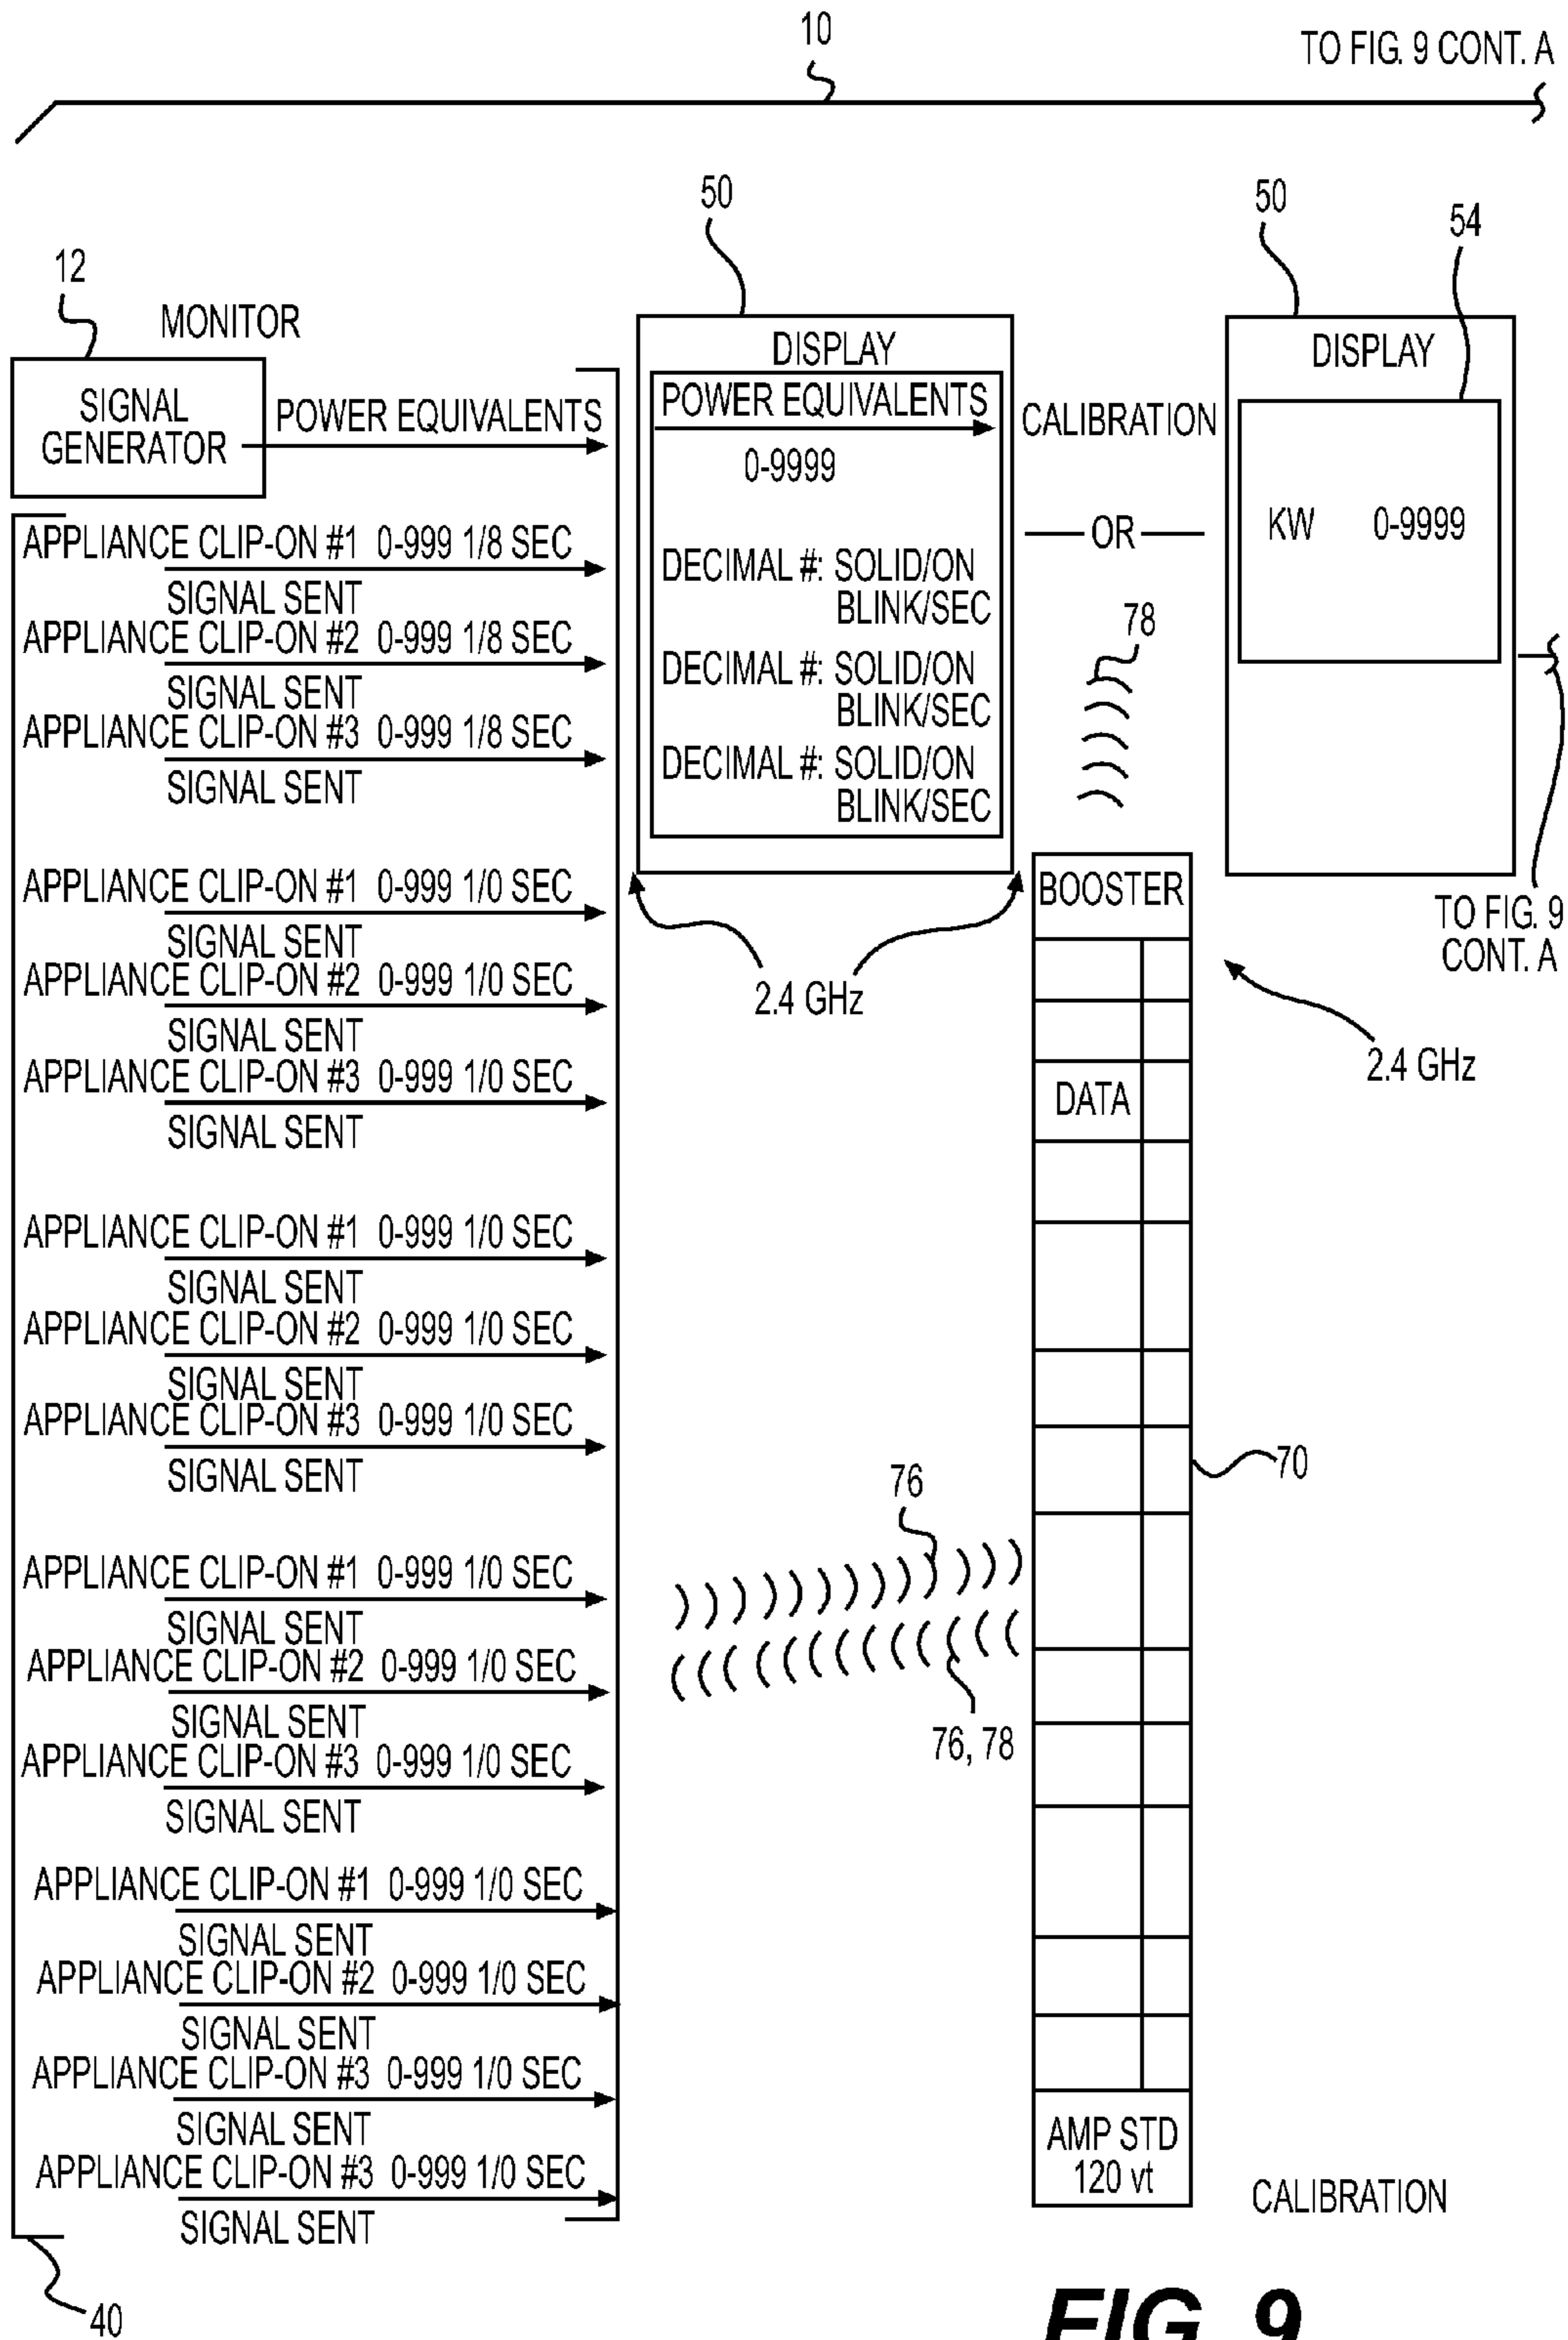 10
TO FIG. 9 CONT. A
50
50
54
12
MONITOR
SIGNAL
GENERATOR
POWER EQUIVALENTS
APPLIANCE CLIP-ON #1 0-999 1/8 SEC
SIGNAL SENT
APPLIANCE CLIP-ON #2 0-999 1/8 SEC
SIGNAL SENT
APPLIANCE CLIP-ON #3 0-999 1/8 SEC
SIGNAL SENT
APPLIANCE CLIP-ON #1 0-999 1/0 SEC
SIGNAL SENT
APPLIANCE CLIP-ON #2 0-999 1/0 SEC
SIGNAL SENT
APPLIANCE CLIP-ON #3 0-999 1/0 SEC
SIGNAL SENT
APPLIANCE CLIP-ON #1 0-999 1/0 SEC
SIGNAL SENT
APPLIANCE CLIP-ON #2 0-999 1/0 SEC
SIGNAL SENT
APPLIANCE CLIP-ON #3 0-999 1/0 SEC
SIGNAL SENT
APPLIANCE CLIP-ON #1 0-999 1/0 SEC
SIGNAL SENT
APPLIANCE CLIP-ON #2 0-999 1/0 SEC
SIGNAL SENT
APPLIANCE CLIP-ON #3 0-999 1/0 SEC
SIGNAL SENT
APPLIANCE CLIP-ON #1 0-999 1/0 SEC
SIGNAL SENT
APPLIANCE CLIP-ON #2 0-999 1/0 SEC
SIGNAL SENT
APPLIANCE CLIP-ON #3 0-999 1/0 SEC
SIGNAL SENT
APPLIANCE CLIP-ON #3 0-999 1/0 SEC
SIGNAL SENT
40
DISPLAY
POWER EQUIVALENTS
0-9999
DECIMAL #: SOLID/ON
BLINK/SEC
DECIMAL #: SOLID/ON
BLINK/SEC
DECIMAL #: SOLID/ON
BLINK/SEC
2.4 GHz
CALIBRATION
OR
78
DISPLAY
KW 0-9999
TO FIG. 9
CONT. A
2.4 GHz
BOOSTER
DATA
70
76
76, 78
AMP STD
120 vt
CALIBRATION
FIG. 9